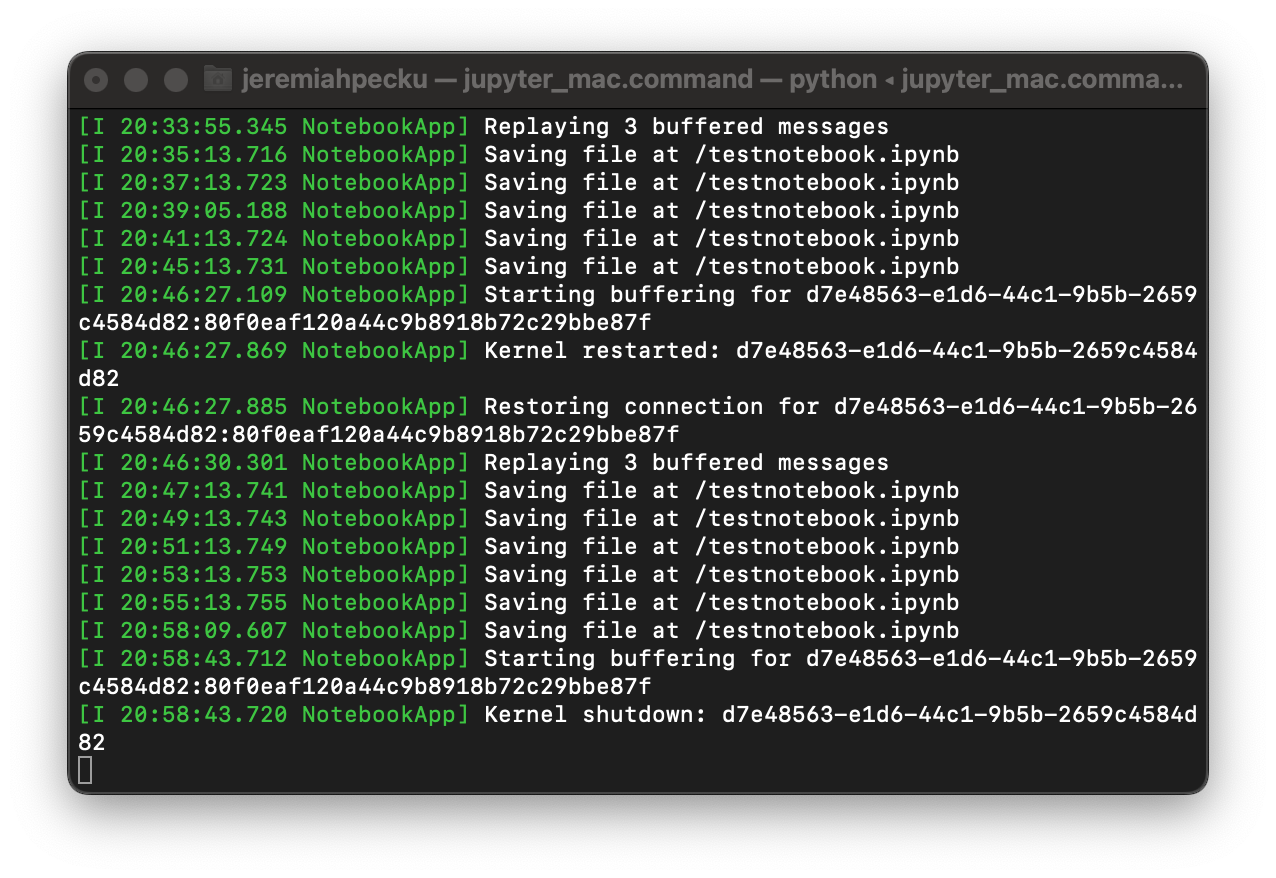 jeremiahpecku — jupyter_mac.command — python ◂ jupyter_mac.comma...
[I 20:33:55.345 NotebookApp] Replaying 3 buffered messages
[I 20:35:13.716 NotebookApp] Saving file at /testnotebook.ipynb
[I 20:37:13.723 NotebookApp] Saving file at /testnotebook.ipynb
[I 20:39:05.188 NotebookApp] Saving file at /testnotebook.ipynb
[I 20:41:13.724 NotebookApp] Saving file at /testnotebook.ipynb
[I 20:45:13.731 NotebookApp] Saving file at /testnotebook.ipynb
[I 20:46:27.109 NotebookApp] Starting buffering for d7e48563-e1d6-44c1-9b5b-2659
c4584d82:80f0eaf120a44c9b8918b72c29bbe87f
[I 20:46:27.869 NotebookApp] Kernel restarted: d7e48563-e1d6-44c1-9b5b-2659c4584
d82
[I 20:46:27.885 NotebookApp] Restoring connection for d7e48563-e1d6-44c1-9b5b-26
59c4584d82:80f0eaf120a44c9b8918b72c29bbe87f
[I 20:46:30.301 NotebookApp] Replaying 3 buffered messages
[I 20:47:13.741 NotebookApp] Saving file at /testnotebook.ipynb
[I 20:49:13.743 NotebookApp] Saving file at /testnotebook.ipynb
[I 20:51:13.749 NotebookApp] Saving file at /testnotebook.ipynb
[I 20:53:13.753 NotebookApp] Saving file at /testnotebook.ipynb
[I 20:55:13.755 NotebookApp] Saving file at /testnotebook.ipynb
[I 20:58:09.607 NotebookApp] Saving file at /testnotebook.ipynb
[I 20:58:43.712 NotebookApp] Starting buffering for d7e48563-e1d6-44c1-9b5b-2659
c4584d82:80f0eaf120a44c9b8918b72c29bbe87f
[I 20:58:43.720 NotebookApp] Kernel shutdown: d7e48563-e1d6-44c1-9b5b-2659c4584d
82